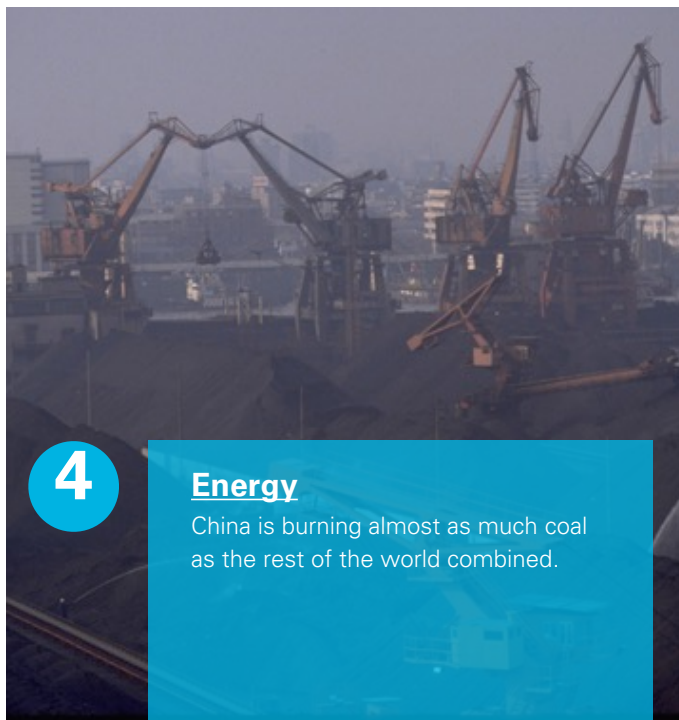 4
Energy
China is burning almost as much coal
as the rest of the world combined.